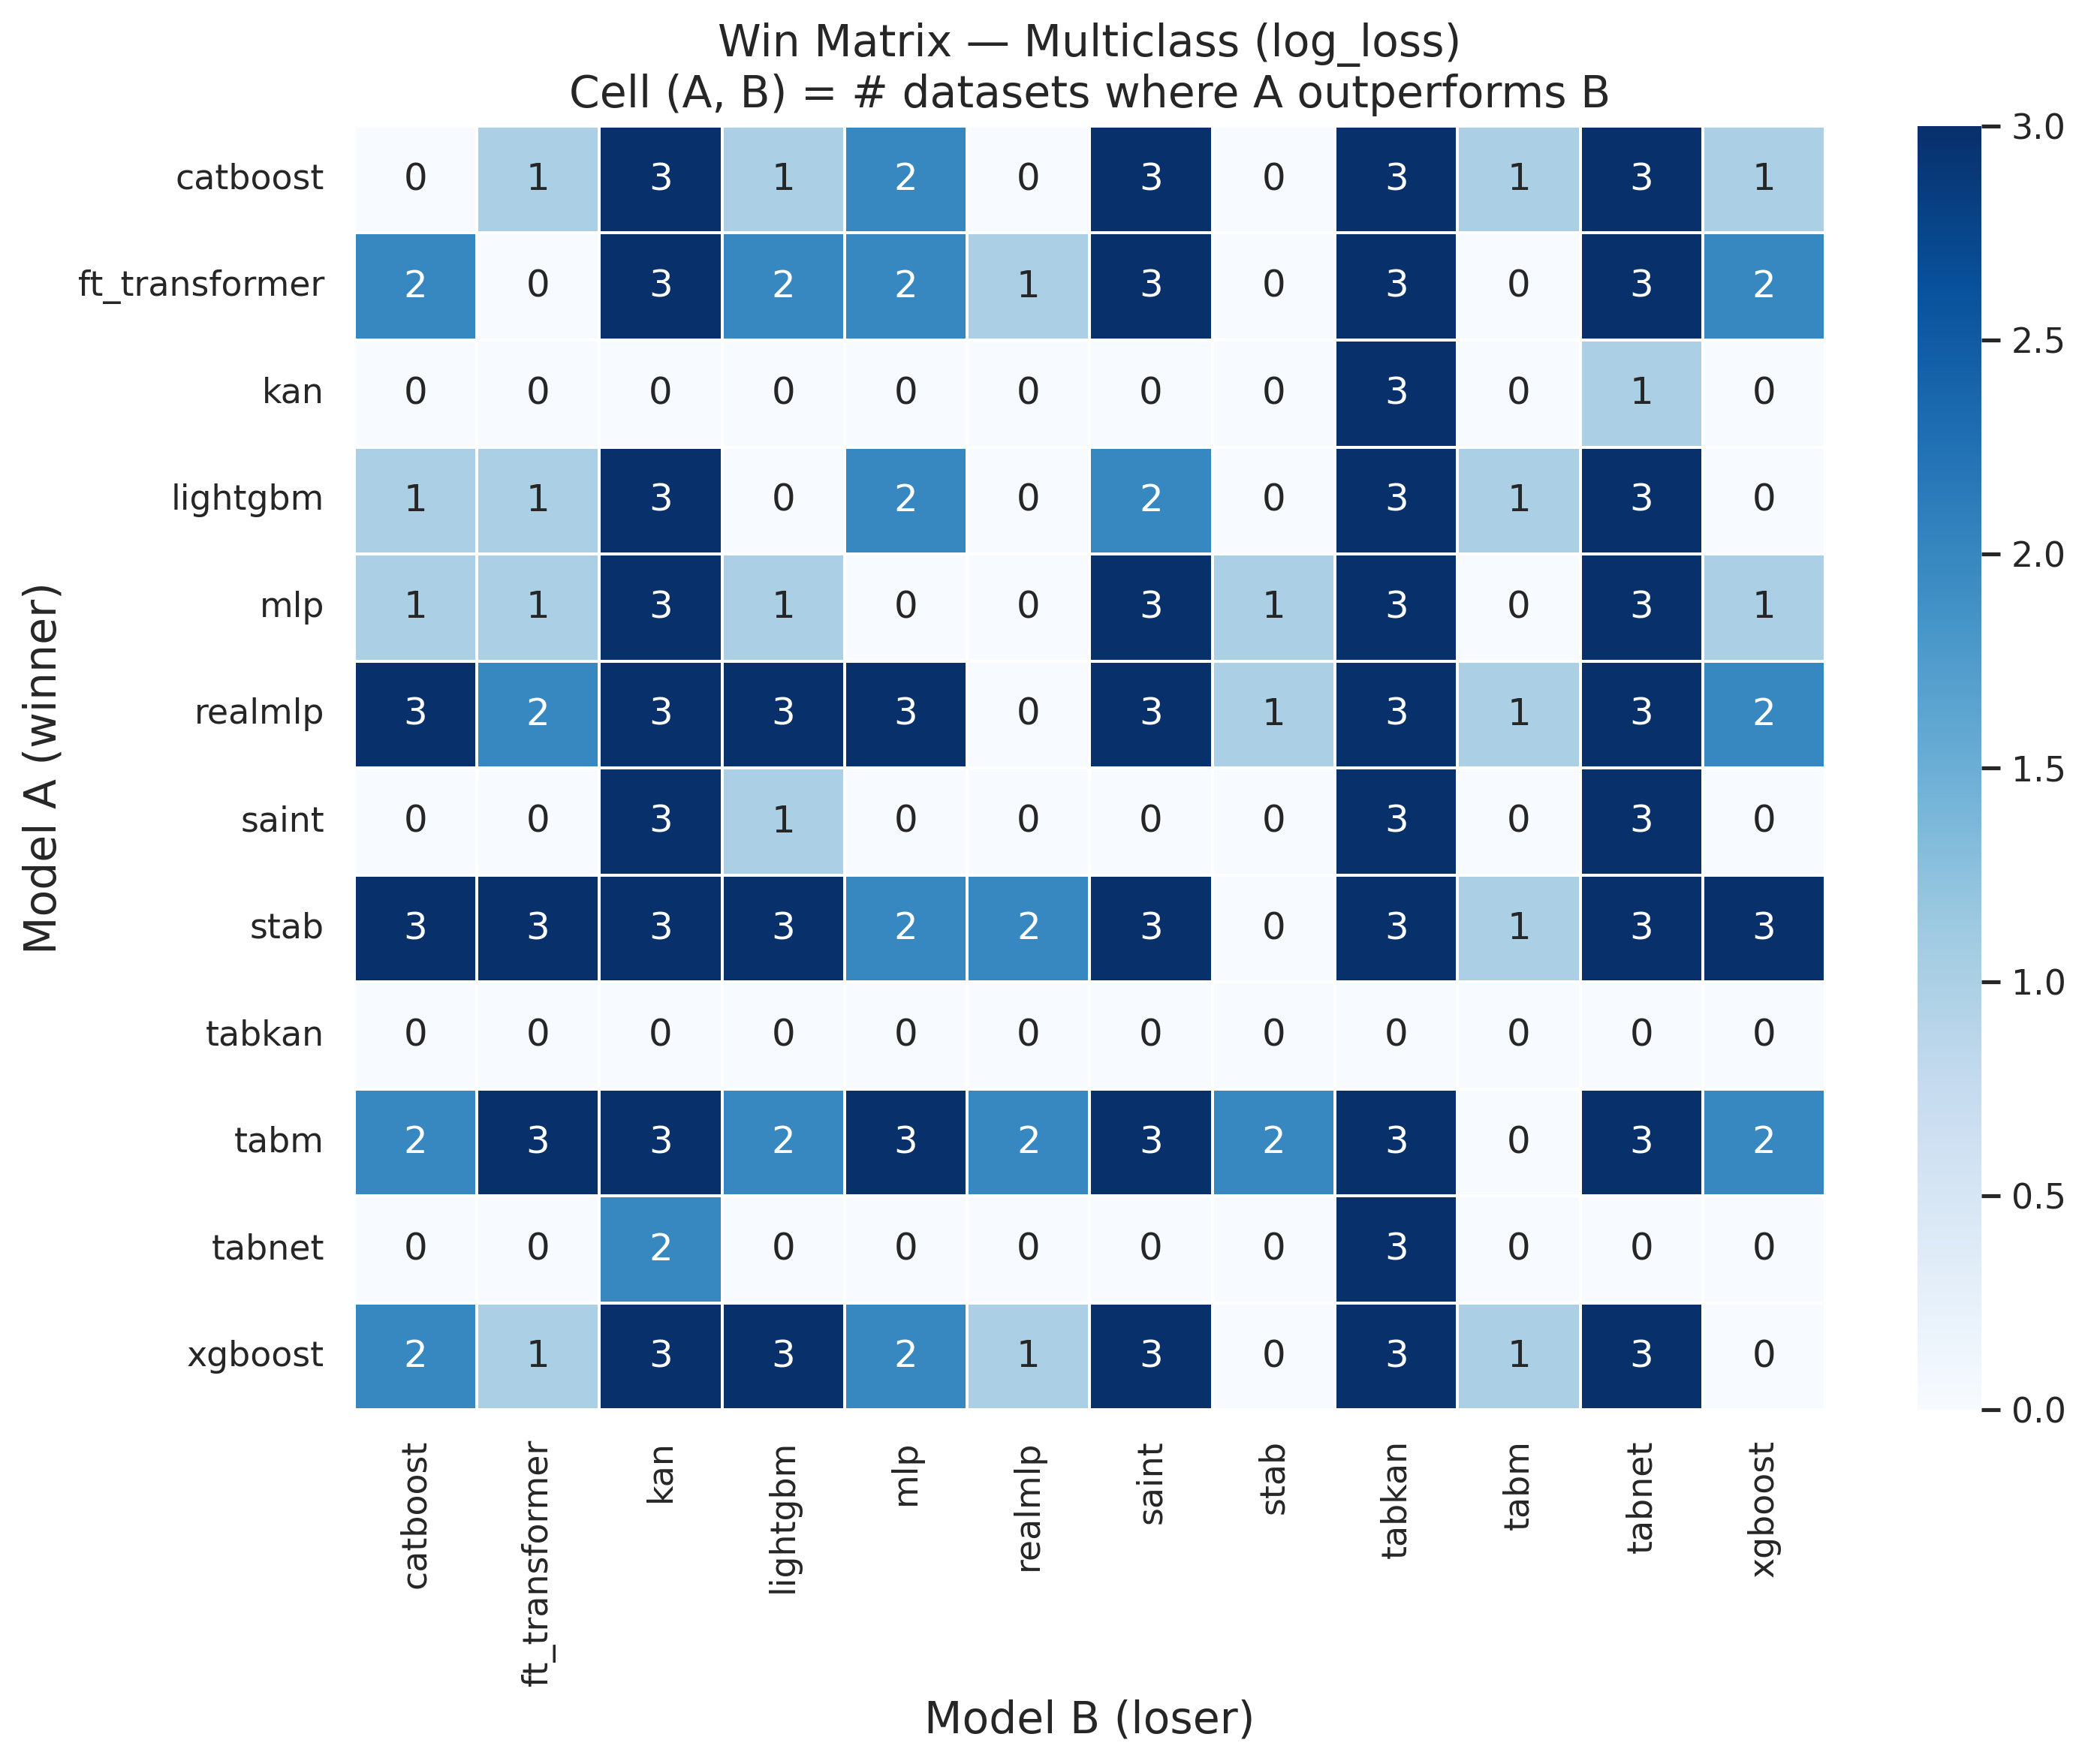 Win Matrix — Multiclass (log_loss)
Cell (A, B) = # datasets where A outperforms B
Model A (winner)
catboost 0 1 3 1 2 0 3 0 3 1 3 1
ft_transformer 2 0 3 2 2 1 3 0 3 0 3 2
kan 0 0 0 0 0 0 0 0 3 0 1 0
lightgbm 1 1 3 0 2 0 2 0 3 1 3 0
mlp 1 1 3 1 0 0 3 1 3 0 3 1
realmlp 3 2 3 3 3 0 3 1 3 1 3 2
saint 0 0 3 1 0 0 0 0 3 0 3 0
stab 3 3 3 3 2 2 3 0 3 1 3 3
tabkan 0 0 0 0 0 0 0 0 0 0 0 0
tabm 2 3 3 2 3 2 3 2 3 0 3 2
tabnet 0 0 2 0 0 0 0 0 3 0 0 0
xgboost 2 1 3 3 2 1 3 0 3 1 3 0
catboost ft_transformer kan lightgbm mlp realmlp saint stab tabkan tabm tabnet xgboost
Model B (loser)
3.0
2.5
2.0
1.5
1.0
0.5
0.0